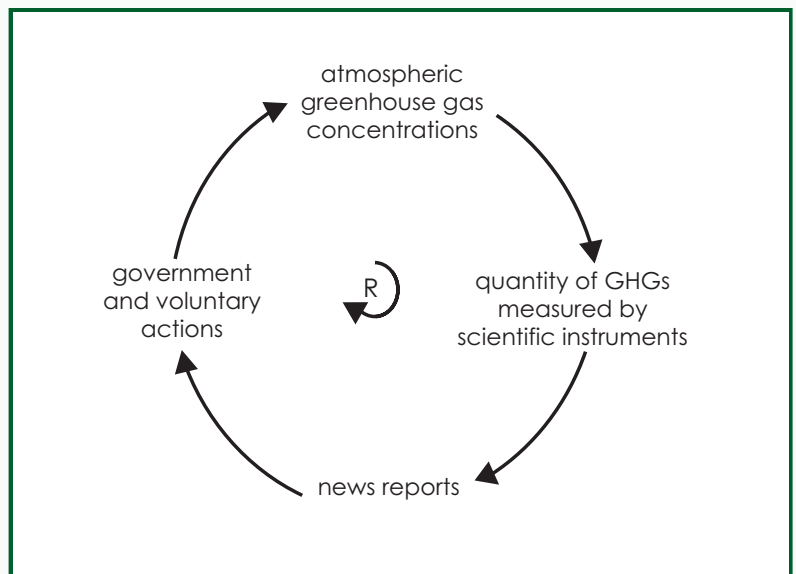 atmospheric
greenhouse gas
concentrations
government
and voluntary
actions
R
quantity of GHGs
measured by
scientific instruments
news reports